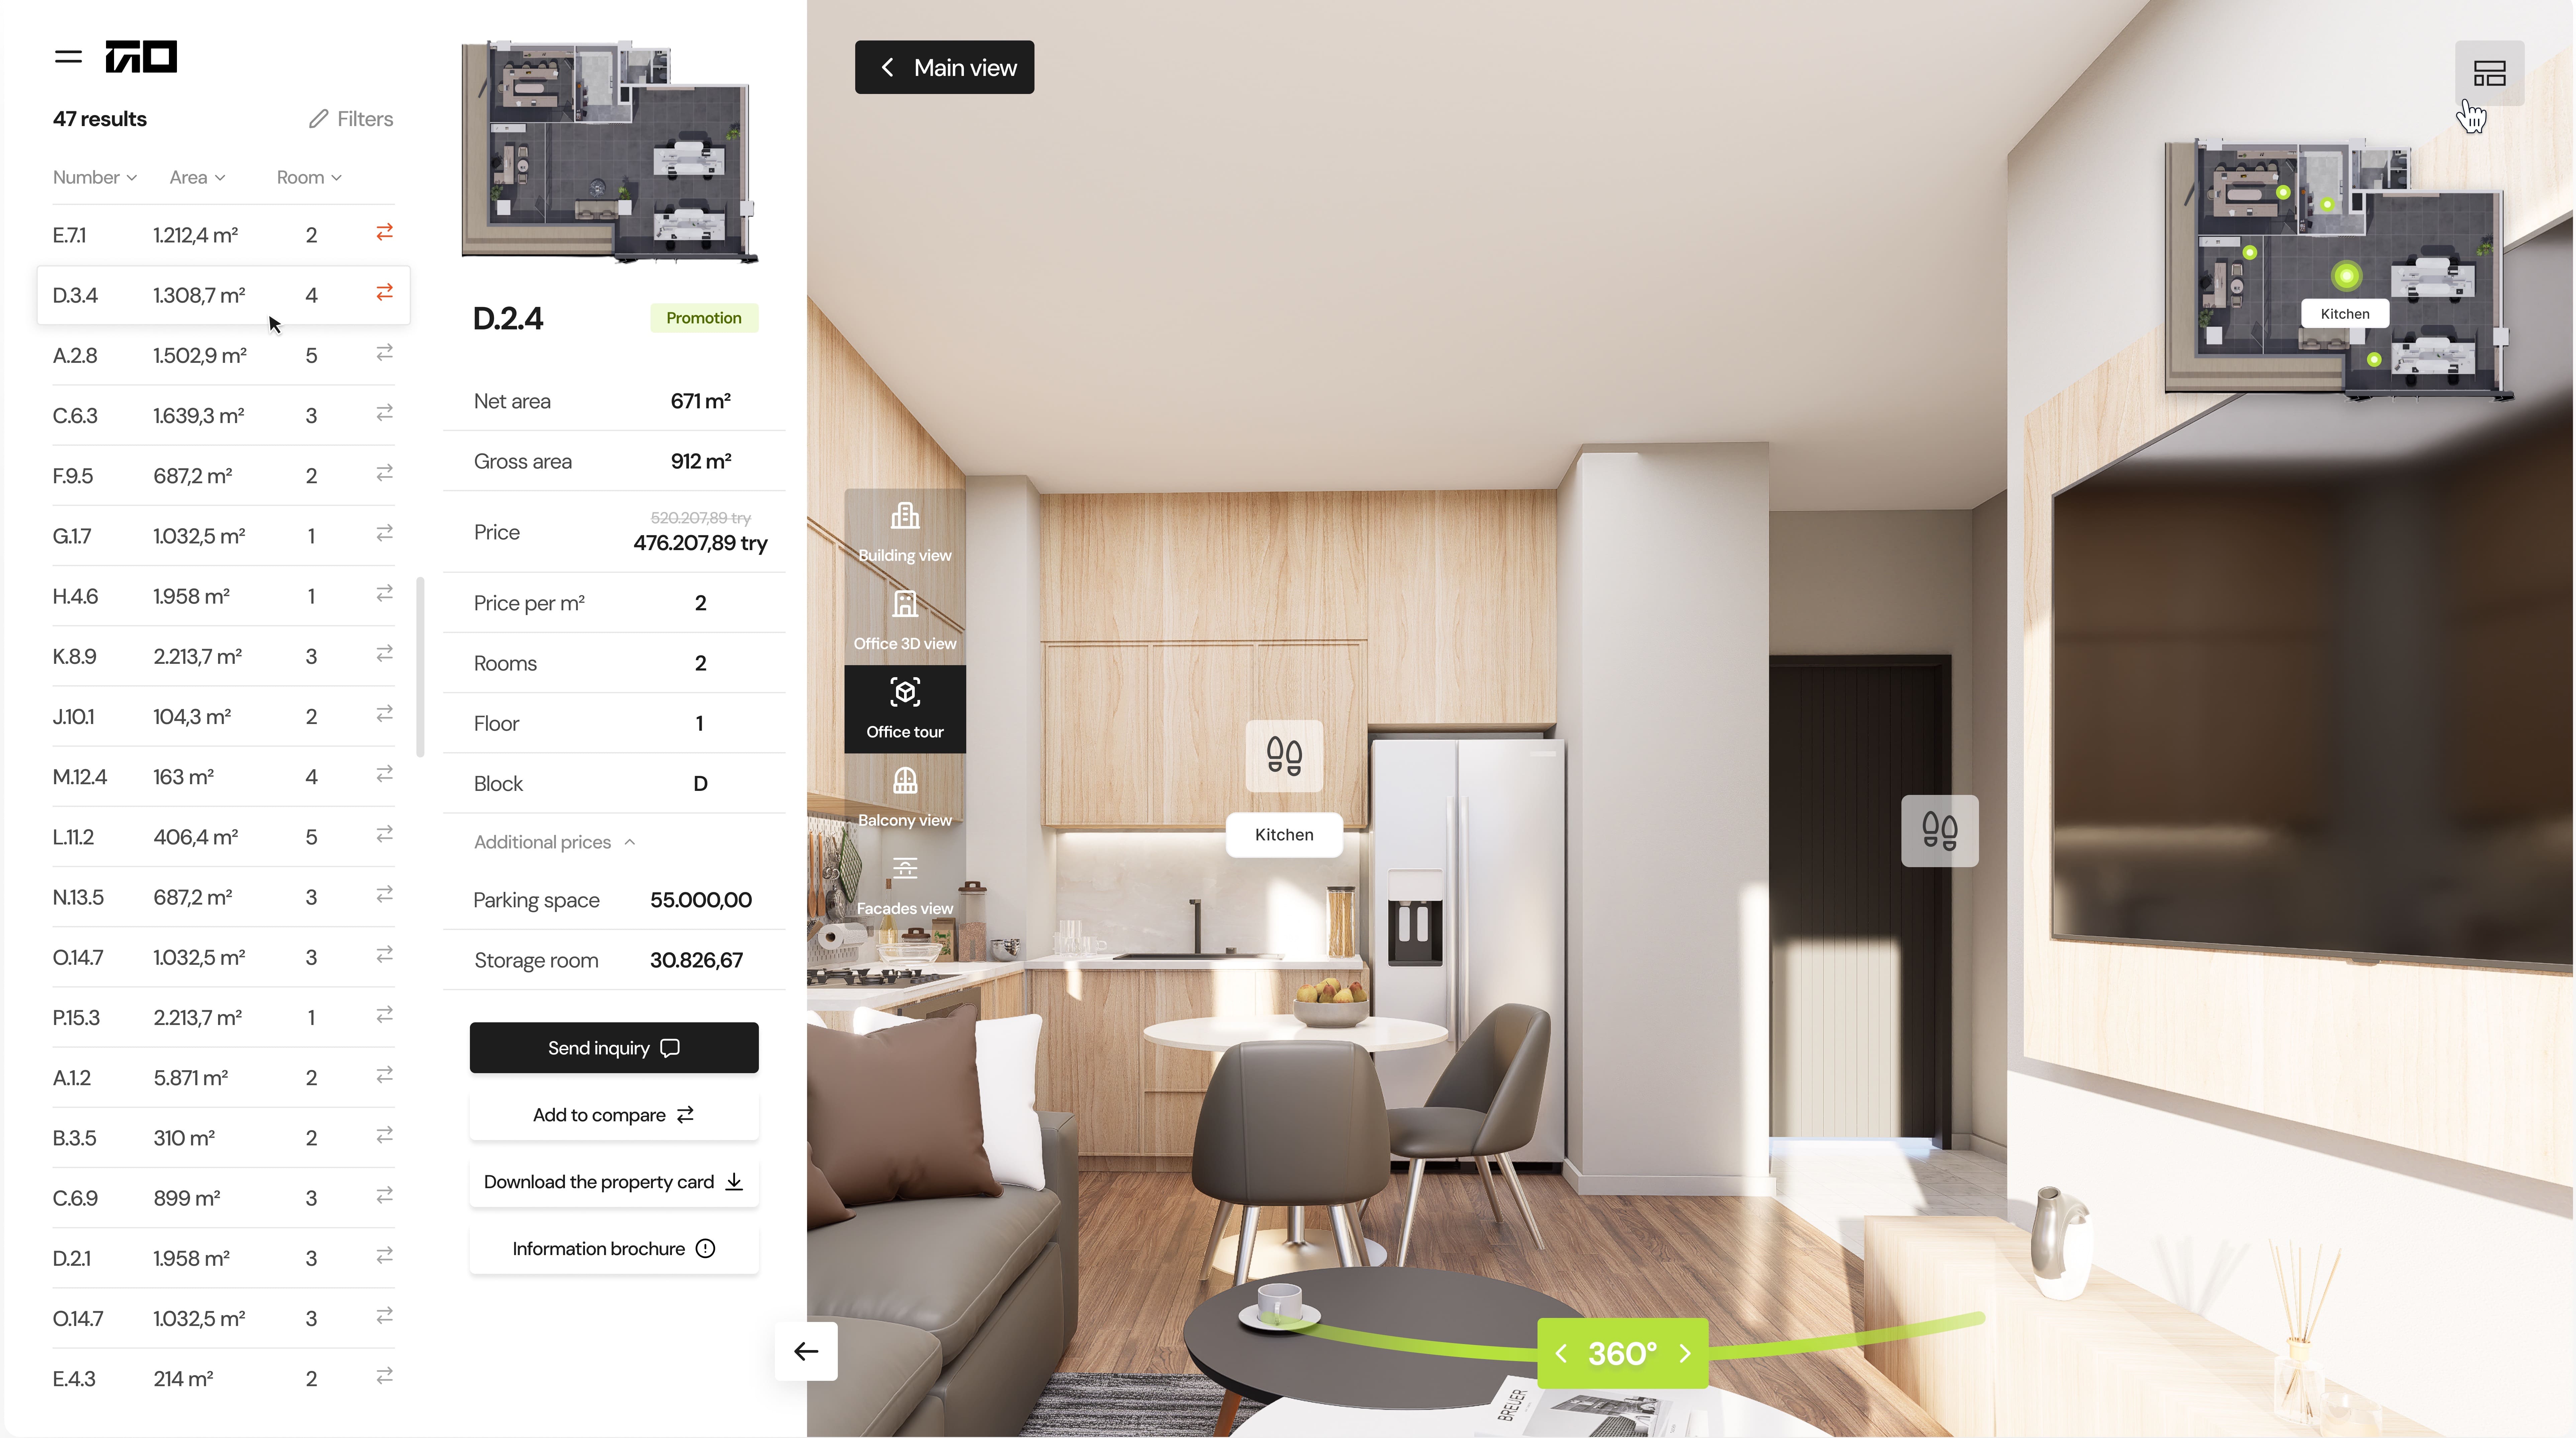 47 results
Filters
Number Area Room
E.7.1 1.212,4 m² 2
D.3.4 1.308,7 m² 4
A.2.8 1.502,9 m² 5
C.6.3 1.639,3 m² 3
F.9.5 687,2 m² 2
G.1.7 1.032,5 m² 1
H.4.6 1.958 m² 1
K.8.9 2.213,7 m² 3
J.10.1 104,3 m² 2
M.12.4 163 m² 4
L.11.2 406,4 m² 5
N.13.5 687,2 m² 3
O.14.7 1.032,5 m² 3
P.15.3 2.213,7 m² 1
A.1.2 5.871 m² 2
B.3.5 310 m² 2
C.6.9 899 m² 3
D.2.1 1.958 m² 3
O.14.7 1.032,5 m² 3
E.4.3 214 m² 2
D.2.4
Promotion
Net area 671 m²
Gross area 912 m²
520.207,89 try
Price 476.207,89 try
Price per m² 2
Rooms 2
Floor 1
Block D
Additional prices
Parking space 55.000,00
Storage room 30.826,67
Send inquiry
Add to compare
Download the property card
Information brochure
Main view
Building view
Office 3D view
Office tour
Balcony view
Facades view
Kitchen
Kitchen
360°
BREUER